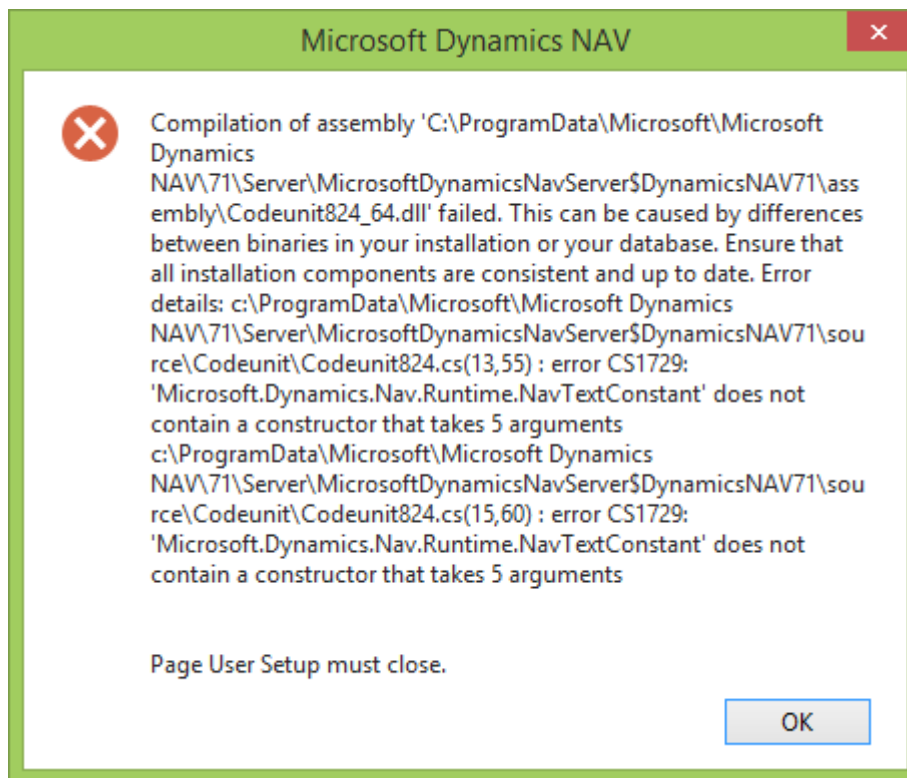 Microsoft Dynamics NAV
Compilation of assembly 'C:\ProgramData\Microsoft\Microsoft
Dynamics
NAV\71\Server\MicrosoftDynamicsNavServer$DynamicsNAV71\ass
embly\Codeunit824_64.dll' failed. This can be caused by differences
between binaries in your installation or your database. Ensure that
all installation components are consistent and up to date. Error
details: c:\ProgramData\Microsoft\Microsoft Dynamics
NAV\71\Server\MicrosoftDynamicsNavServer$DynamicsNAV71\sou
rce\Codeunit\Codeunit824.cs(13,55) : error CS1729:
'Microsoft.Dynamics.Nav.Runtime.NavTextConstant' does not
contain a constructor that takes 5 arguments
c:\ProgramData\Microsoft\Microsoft Dynamics
NAV\71\Server\MicrosoftDynamicsNavServer$DynamicsNAV71\sou
rce\Codeunit\Codeunit824.cs(15,60) : error CS1729:
'Microsoft.Dynamics.Nav.Runtime.NavTextConstant' does not
contain a constructor that takes 5 arguments
Page User Setup must close.
OK